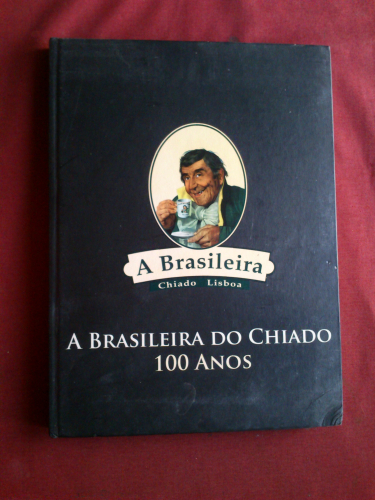 A Brasileira
Chiado Lisboa
A BRASILEIRA DO CHIADO
100 ANOS